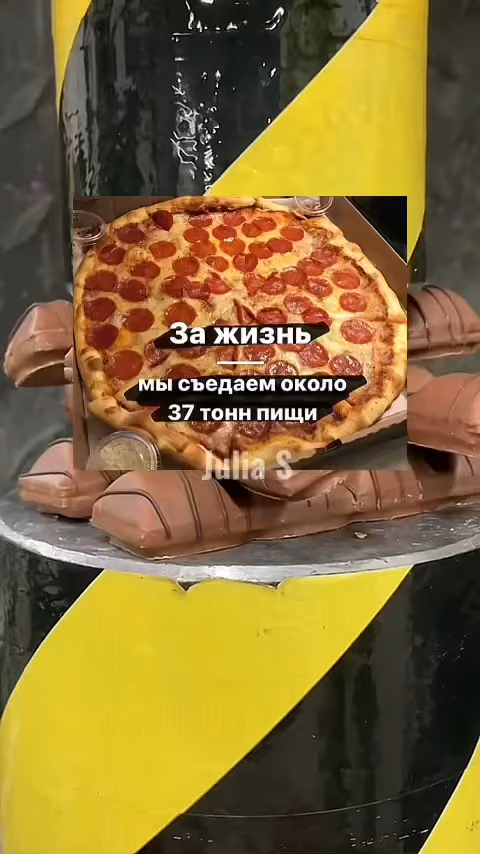 За жизнь
мы съедаем около
37 тонн пищи
Julia S